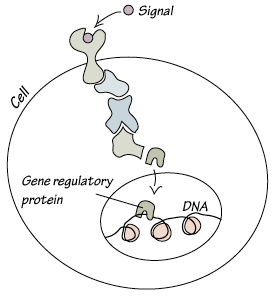 Signal
Cell
Gene regulatory
protein
DNA